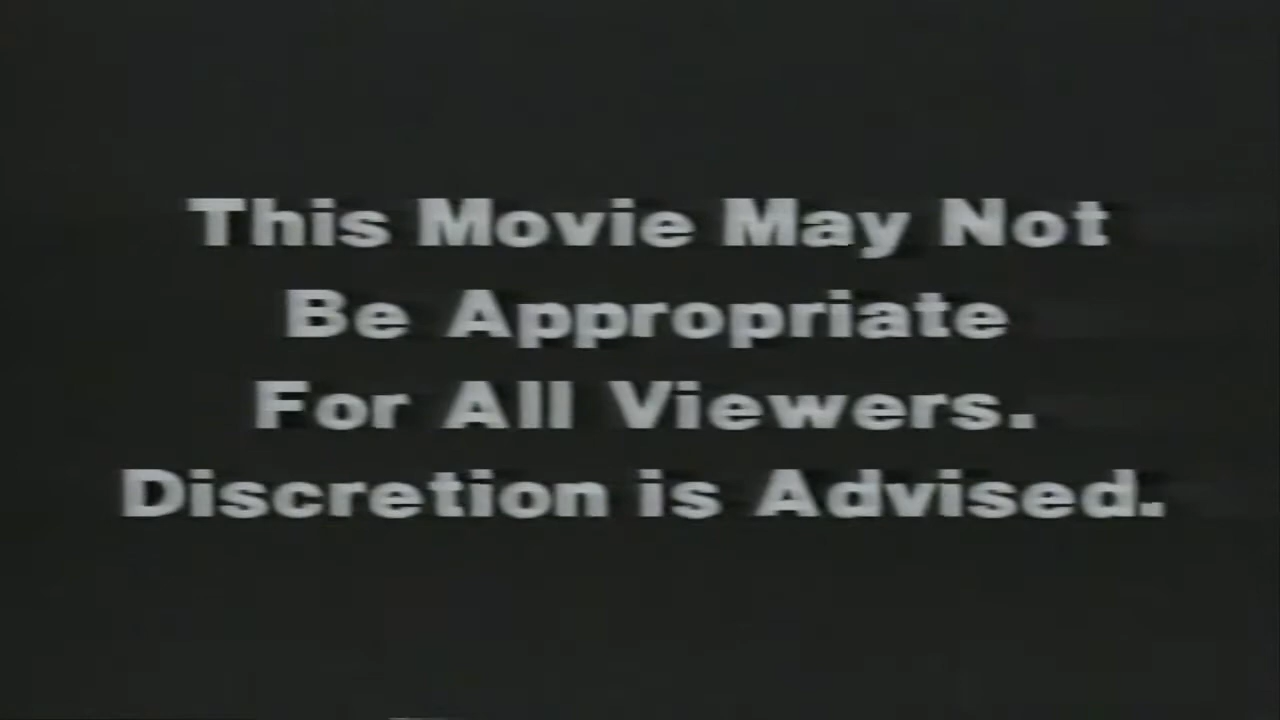 This Movie May Not
Be Appropriate
For All Viewers.
Discretion is Advised.